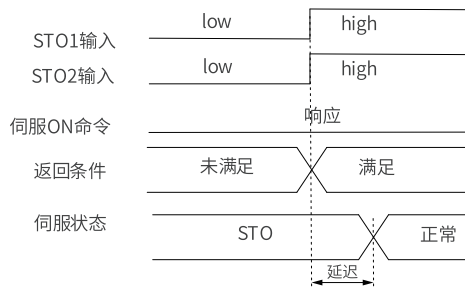 STO1输入 low high
STO2输入 low high
伺服ON命令 响应
返回条件 未满足 满足
伺服状态 STO 正常
延迟